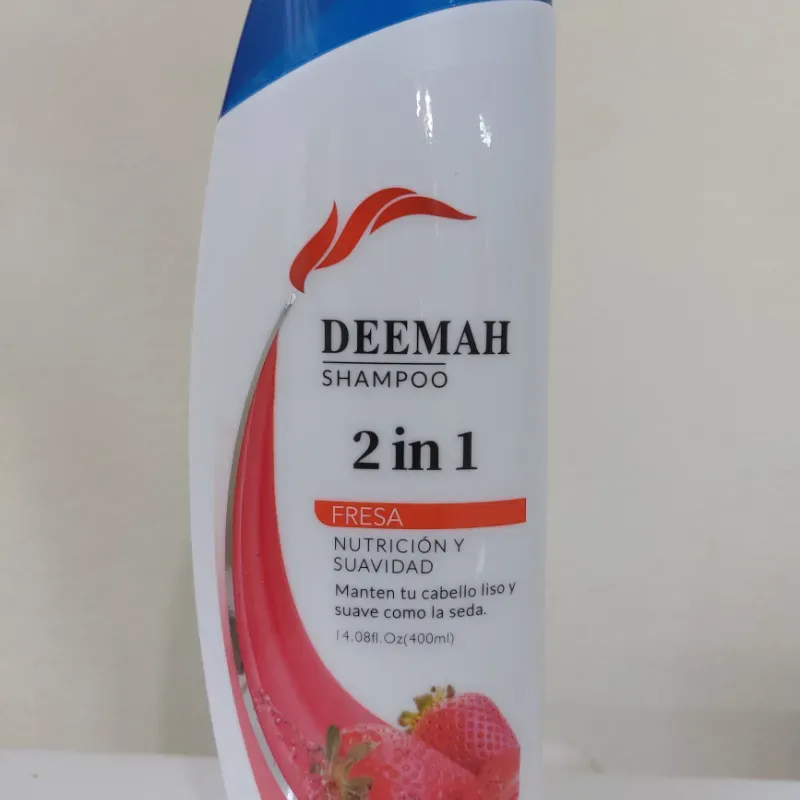 DEEMAH
SHAMPOO
2 in 1
FRESA
NUTRICIÓN Y
SUAVIDAD
Manten tu cabello liso y
suave como la seda.
14.08fl.Oz(400ml)